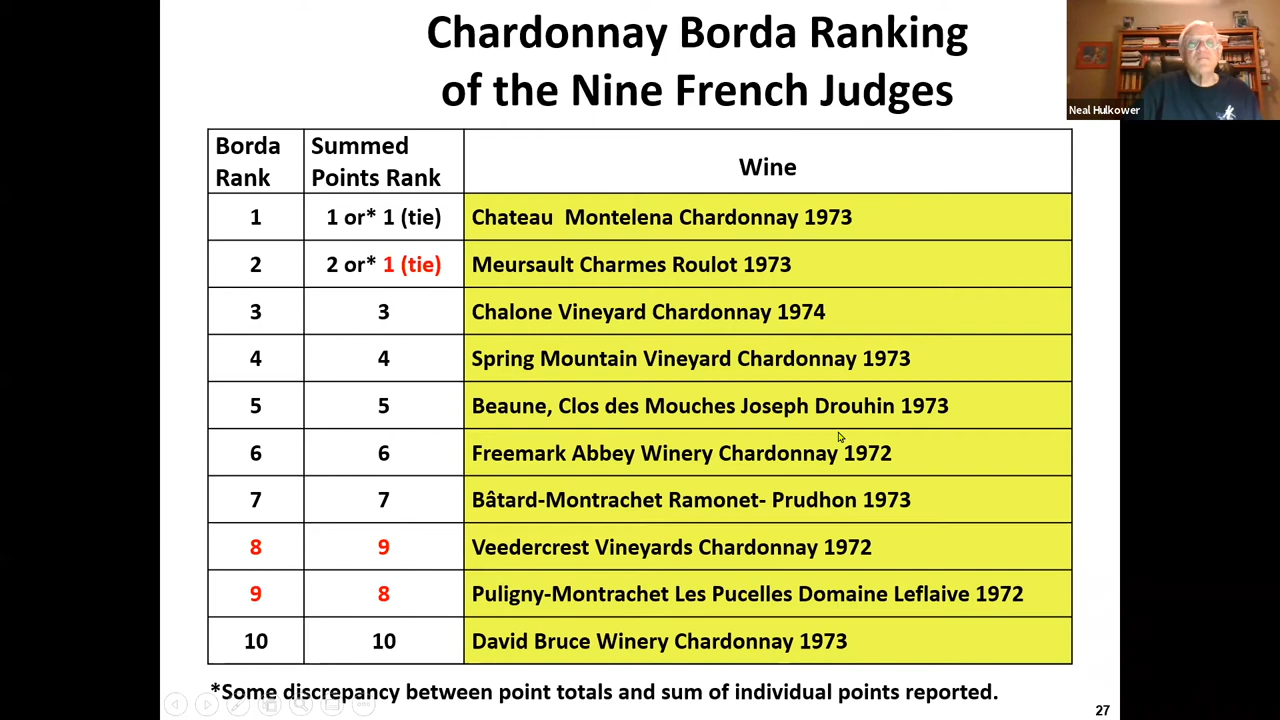 Chardonnay Borda Ranking
of the Nine French Judges
Neal Hulkower
Borda Rank Summed Points Rank Wine
1 1 or* 1 (tie) Chateau Montelena Chardonnay 1973
2 2 or* 1 (tie) Meursault Charmes Roulot 1973
3 3 Chalone Vineyard Chardonnay 1974
4 4 Spring Mountain Vineyard Chardonnay 1973
5 5 Beaune, Clos des Mouches Joseph Drouhin 1973
6 6 Freemark Abbey Winery Chardonnay 1972
7 7 Bâtard-Montrachet Ramonet- Prudhon 1973
8 9 Veedercrest Vineyards Chardonnay 1972
9 8 Puligny-Montrachet Les Pucelles Domaine Leflaive 1972
10 10 David Bruce Winery Chardonnay 1973
*Some discrepancy between point totals and sum of individual points reported.
27